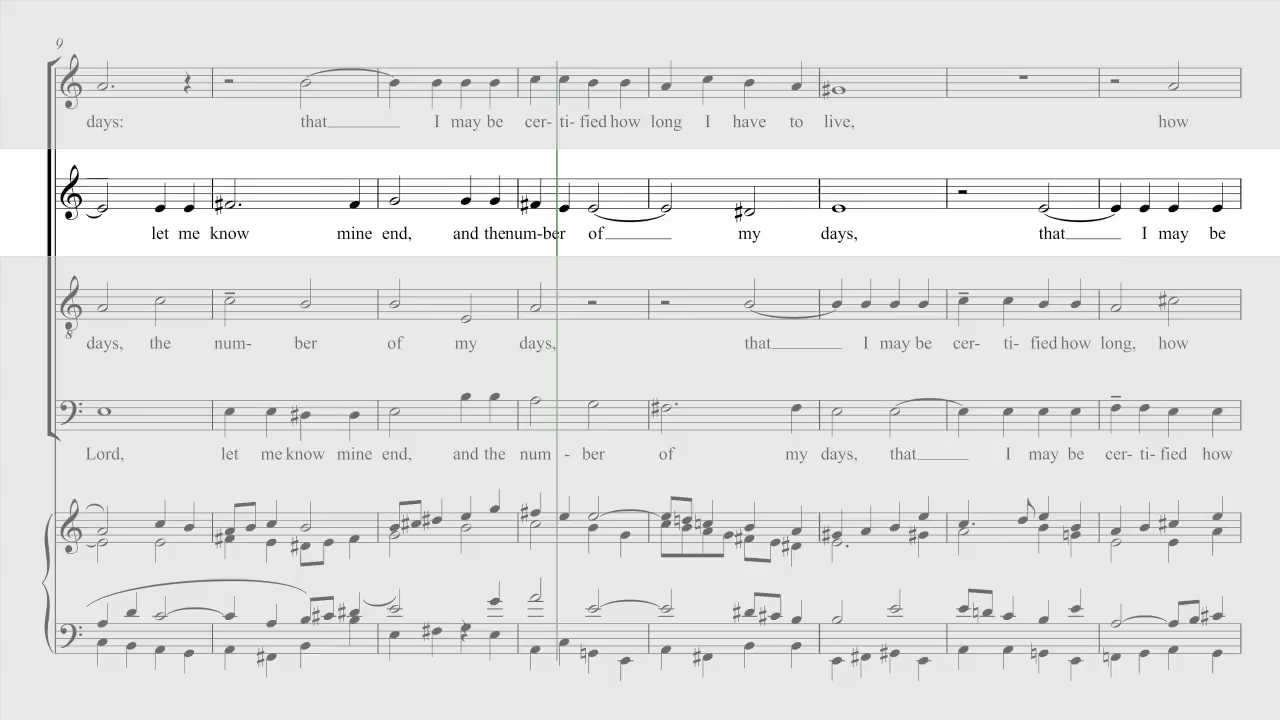 9
days: that I may be cer- ti- fied how long I have to live, how
let me know mine end, and the num-ber of my days, that I may be
8
days, the num- ber of my days, that I may be cer- ti- fied how long, how
Lord, let me know mine end, and the num - ber of my days, that I may be cer- ti- fied how